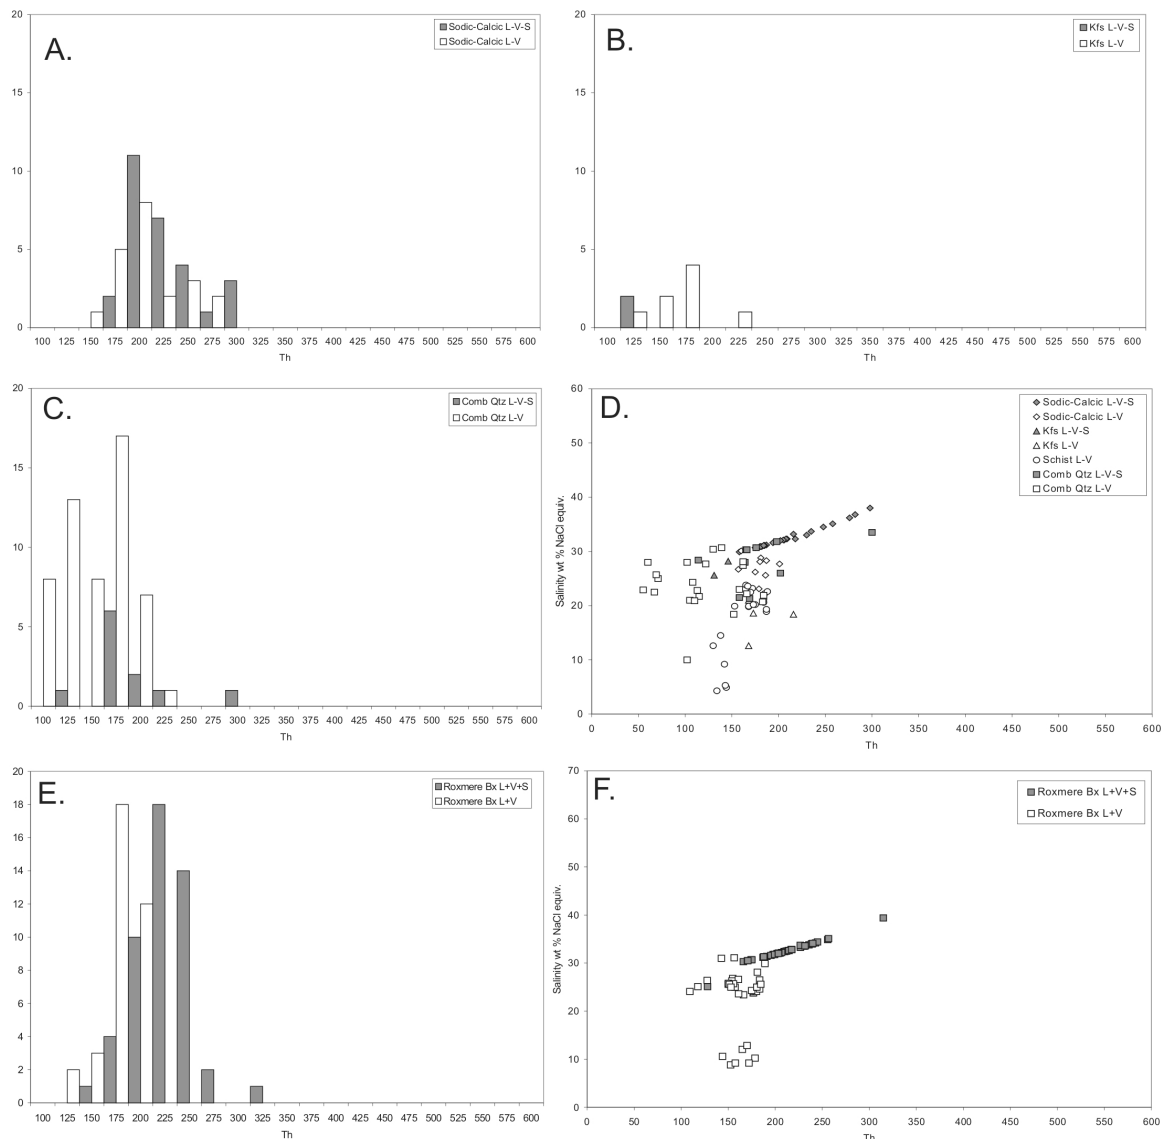 A.
Sodic-Calcic L-V-S
Sodic-Calcic L-V
20
15
10
5
0
100 125 150 175 200 225 250 275 300 325 350 375 400 425 450 475 500 525 550 575 600
Th
B.
Kfs L-V-S
Kfs L-V
20
15
10
5
0
100 125 150 175 200 225 250 275 300 325 350 375 400 425 450 475 500 525 550 575 600
Th
C.
Comb Qtz L-V-S
Comb Qtz L-V
20
15
10
5
0
100 125 150 175 200 225 250 275 300 325 350 375 400 425 450 475 500 525 550 575 600
Th
D.
Sodic-Calcic L-V-S
Sodic-Calcic L-V
Kfs L-V-S
Kfs L-V
Schist L-V
Comb Qtz L-V-S
Comb Qtz L-V
Salinity wt % NaCl equiv.
60
50
40
30
20
10
0
0 50 100 150 200 250 300 350 400 450 500 550 600
Th
E.
Roxmere Bx L+V+S
Roxmere Bx L+V
20
18
16
14
12
10
8
6
4
2
0
100 125 150 175 200 225 250 275 300 325 350 375 400 425 450 475 500 525 550 575 600
Th
F.
Roxmere Bx L+V+S
Roxmere Bx L+V
Salinity wt % NaCl equiv.
70
60
50
40
30
20
10
0
0 50 100 150 200 250 300 350 400 450 500 550 600
Th